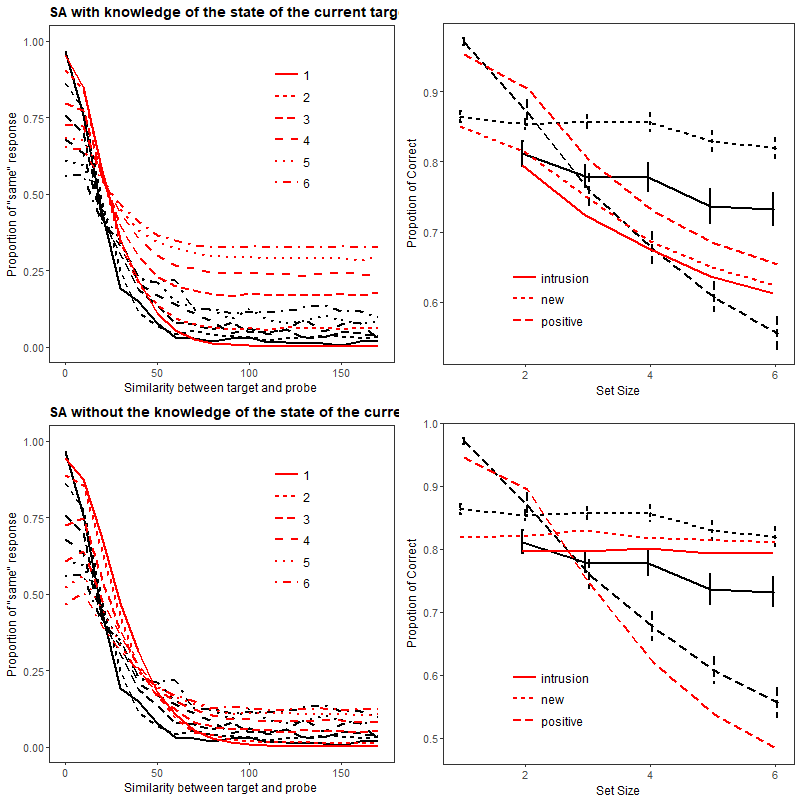 SA with knowledge of the state of the current targ
1.00
0.75
0.50
0.25
0.00
Proportion of "same" response
0
50
100
150
Similarity between target and probe
1
2
3
4
5
6
0.9
0.8
0.7
0.6
Propotion of Correct
2
4
6
Set Size
intrusion
new
positive
SA without the knowledge of the state of the curre
1.00
0.75
0.50
0.25
0.00
Proportion of "same" response
0
50
100
150
Similarity between target and probe
1
2
3
4
5
6
1.0
0.9
0.8
0.7
0.6
0.5
Propotion of Correct
2
4
6
Set Size
intrusion
new
positive